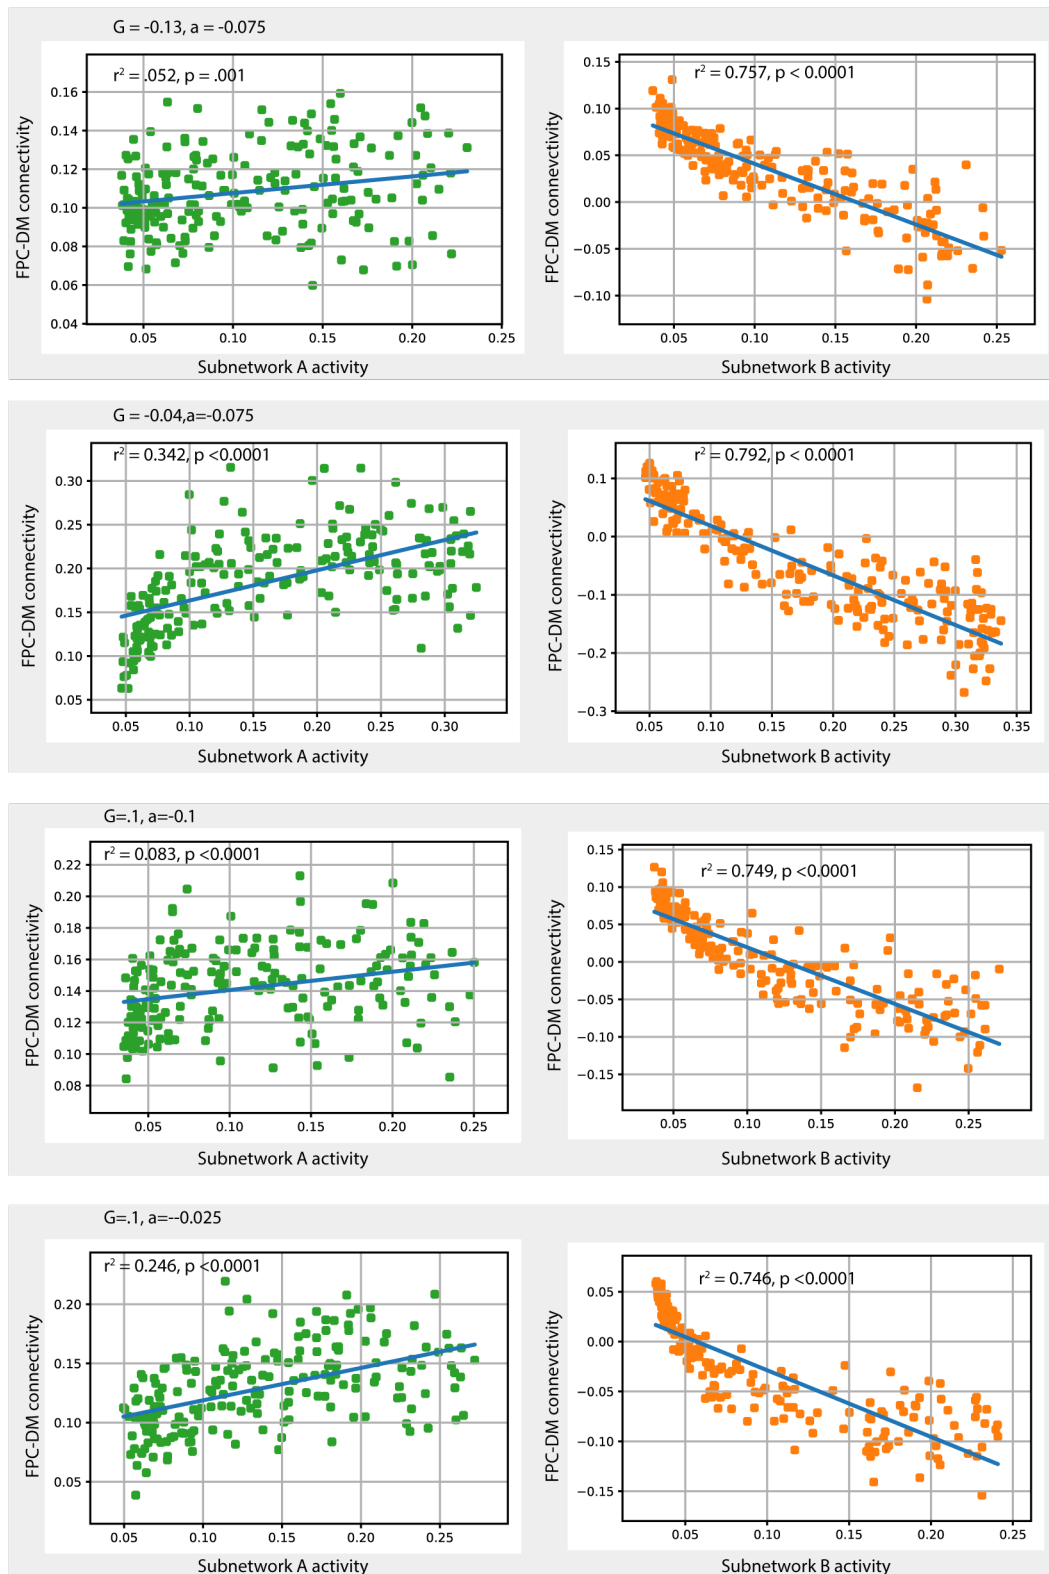 G = -0.13, a = -0.075
r² = .052, p = .001
r² = 0.757, p < 0.0001
FPC-DM connectivity
0.16
0.14
0.12
0.10
0.08
0.06
0.04
0.05 0.10 0.15 0.20 0.25
Subnetwork A activity
FPC-DM connevctivity
0.15
0.10
0.05
0.00
−0.05
−0.10
0.05 0.10 0.15 0.20 0.25
Subnetwork B activity
G = -0.04,a=-0.075
r² = 0.342, p <0.0001
r² = 0.792, p < 0.0001
FPC-DM connectivity
0.30
0.25
0.20
0.15
0.10
0.05
0.05 0.10 0.15 0.20 0.25 0.30
Subnetwork A activity
FPC-DM connevctivity
0.1
0.0
−0.1
−0.2
−0.3
0.05 0.10 0.15 0.20 0.25 0.30 0.35
Subnetwork B activity
G=.1, a=-0.1
r² = 0.083, p <0.0001
r² = 0.749, p <0.0001
FPC-DM connectivity
0.22
0.20
0.18
0.16
0.14
0.12
0.10
0.08
0.05 0.10 0.15 0.20 0.25
Subnetwork A activity
FPC-DM connevctivity
0.15
0.10
0.05
0.00
−0.05
−0.10
−0.15
0.05 0.10 0.15 0.20 0.25
Subnetwork B activity
G=.1, a=--0.025
r² = 0.246, p <0.0001
r² = 0.746, p <0.0001
FPC-DM connectivity
0.20
0.15
0.10
0.05
0.05 0.10 0.15 0.20 0.25
Subnetwork A activity
FPC-DM connevctivity
0.05
0.00
−0.05
−0.10
−0.15
0.05 0.10 0.15 0.20 0.25
Subnetwork B activity